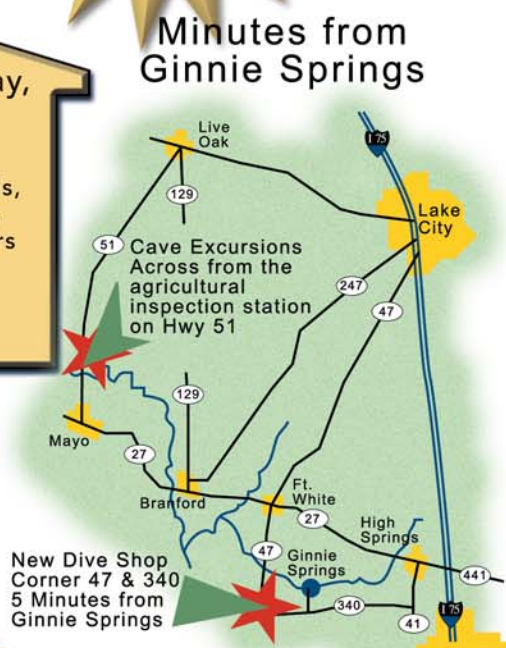 Minutes from
Ginnie Springs
Live
Oak
129
I 75
Lake
City
51
Cave Excursions
Across from the
agricultural
inspection station
on Hwy 51
247
47
129
Mayo
27
Branford
Ft.
White
27
High
Springs
47
Ginnie
Springs
441
New Dive Shop
Corner 47 & 340
5 Minutes from
Ginnie Springs
340
41
I 75